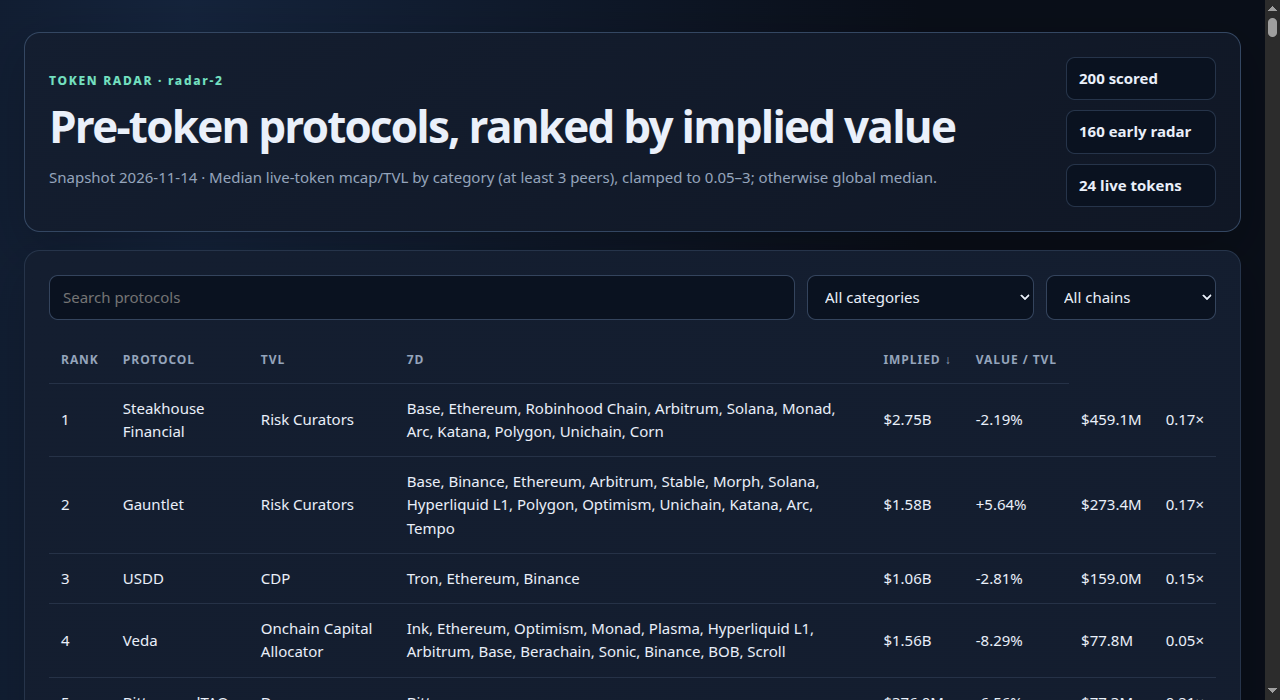 TOKEN RADAR · radar-2
Pre-token protocols, ranked by implied value
Snapshot 2026-11-14 · Median live-token mcap/TVL by category (at least 3 peers), clamped to 0.05–3; otherwise global median.
200 scored
160 early radar
24 live tokens
Search protocols
All categories
All chains
RANK PROTOCOL TVL 7D IMPLIED ↓ VALUE / TVL
1 Steakhouse Financial Risk Curators Base, Ethereum, Robinhood Chain, Arbitrum, Solana, Monad, Arc, Katana, Polygon, Unichain, Corn $2.75B -2.19% $459.1M 0.17×
2 Gauntlet Risk Curators Base, Binance, Ethereum, Arbitrum, Stable, Morph, Solana, Hyperliquid L1, Polygon, Optimism, Unichain, Katana, Arc, Tempo $1.58B +5.64% $273.4M 0.17×
3 USDD CDP Tron, Ethereum, Binance $1.06B -2.81% $159.0M 0.15×
4 Veda Onchain Capital Allocator Ink, Ethereum, Optimism, Monad, Plasma, Hyperliquid L1, Arbitrum, Base, Berachain, Sonic, Binance, BOB, Scroll $1.56B -8.29% $77.8M 0.05×